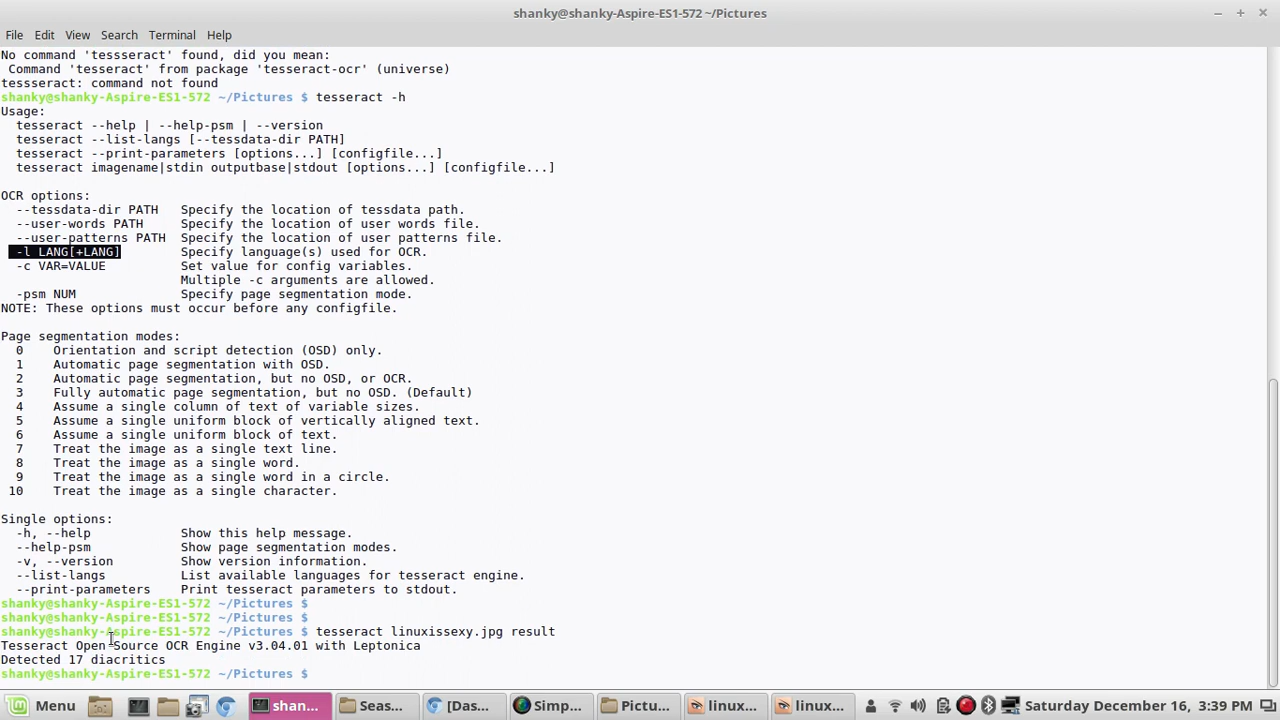 shanky@shanky-Aspire-ES1-572 ~/Pictures
File Edit View Search Terminal Help
No command 'tessseract' found, did you mean:
 Command 'tesseract' from package 'tesseract-ocr' (universe)
tessseract: command not found
shanky@shanky-Aspire-ES1-572 ~/Pictures $ tesseract -h
Usage:
  tesseract --help | --help-psm | --version
  tesseract --list-langs [--tessdata-dir PATH]
  tesseract --print-parameters [options...] [configfile...]
  tesseract imagename|stdin outputbase|stdout [options...] [configfile...]

OCR options:
  --tessdata-dir PATH   Specify the location of tessdata path.
  --user-words PATH     Specify the location of user words file.
  --user-patterns PATH  Specify the location of user patterns file.
  -l LANG[+LANG]        Specify language(s) used for OCR.
  -c VAR=VALUE          Set value for config variables.
                        Multiple -c arguments are allowed.
  -psm NUM              Specify page segmentation mode.
NOTE: These options must occur before any configfile.

Page segmentation modes:
  0    Orientation and script detection (OSD) only.
  1    Automatic page segmentation with OSD.
  2    Automatic page segmentation, but no OSD, or OCR.
  3    Fully automatic page segmentation, but no OSD. (Default)
  4    Assume a single column of text of variable sizes.
  5    Assume a single uniform block of vertically aligned text.
  6    Assume a single uniform block of text.
  7    Treat the image as a single text line.
  8    Treat the image as a single word.
  9    Treat the image as a single word in a circle.
 10    Treat the image as a single character.

Single options:
  -h, --help            Show this help message.
  --help-psm            Show page segmentation modes.
  -v, --version         Show version information.
  --list-langs          List available languages for tesseract engine.
  --print-parameters    Print tesseract parameters to stdout.
shanky@shanky-Aspire-ES1-572 ~/Pictures $
shanky@shanky-Aspire-ES1-572 ~/Pictures $
shanky@shanky-Aspire-ES1-572 ~/Pictures $ tesseract linuxissexy.jpg result
Tesseract Open Source OCR Engine v3.04.01 with Leptonica
Detected 17 diacritics
shanky@shanky-Aspire-ES1-572 ~/Pictures $
Menu shan... Seas... [Das... Simp... Pictu... linux... linux... Saturday December 16, 3:39 PM